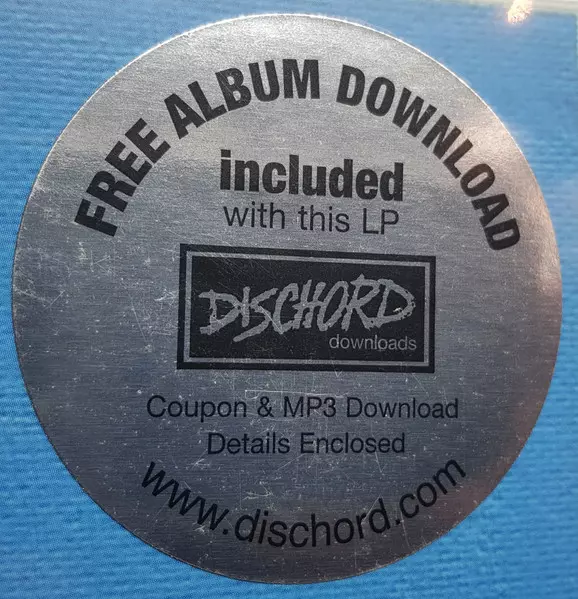 FREE ALBUM DOWNLOAD
included
with this LP
DISCHORD
downloads
Coupon & MP3 Download
Details Enclosed
www.dischord.com